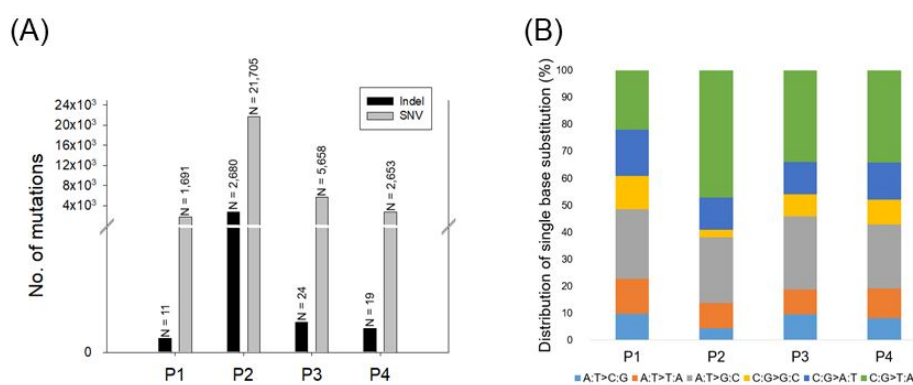 (A)
No. of mutations
24x10³
20x10³
16x10³
12x10³
8x10³
4x10³
0
Indel
SNV
N = 11
N = 1,691
N = 2,680
N = 21,705
N = 24
N = 5,658
N = 19
N = 2,653
P1 P2 P3 P4
(B)
Distribution of single base substitution (%)
100
90
80
70
60
50
40
30
20
10
0
P1 P2 P3 P4
A:T>C:G A:T>T:A A:T>G:C C:G>G:C C:G>A:T C:G>T:A